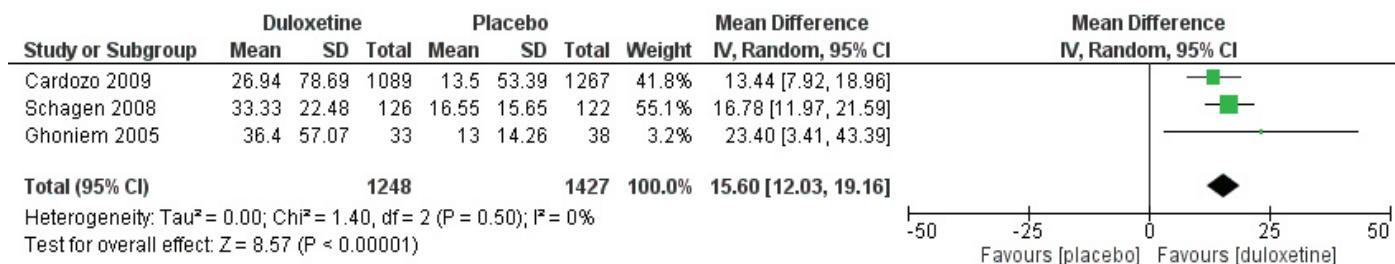 Duloxetine Placebo Mean Difference Mean Difference
Study or Subgroup Mean SD Total Mean SD Total Weight IV, Random, 95% CI IV, Random, 95% CI
Cardozo 2009 26.94 78.69 1089 13.5 53.39 1267 41.8% 13.44 [7.92, 18.96]
Schagen 2008 33.33 22.48 126 16.55 15.65 122 55.1% 16.78 [11.97, 21.59]
Ghoniem 2005 36.4 57.07 33 13 14.26 38 3.2% 23.40 [3.41, 43.39]
Total (95% CI) 1248 1427 100.0% 15.60 [12.03, 19.16]
Heterogeneity: Tau² = 0.00; Chi² = 1.40, df = 2 (P = 0.50); I² = 0%
Test for overall effect: Z = 8.57 (P < 0.00001)
-50 -25 0 25 50
Favours [placebo] Favours [duloxetine]